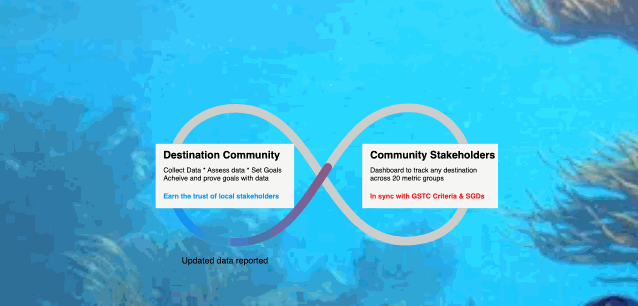 Destination Community
Collect Data * Assess data * Set Goals
Acheive and prove goals with data
Earn the trust of local stakeholders
Community Stakeholders
Dashboard to track any destination
across 20 metric groups
In sync with GSTC Criteria & SGDs
Updated data reported